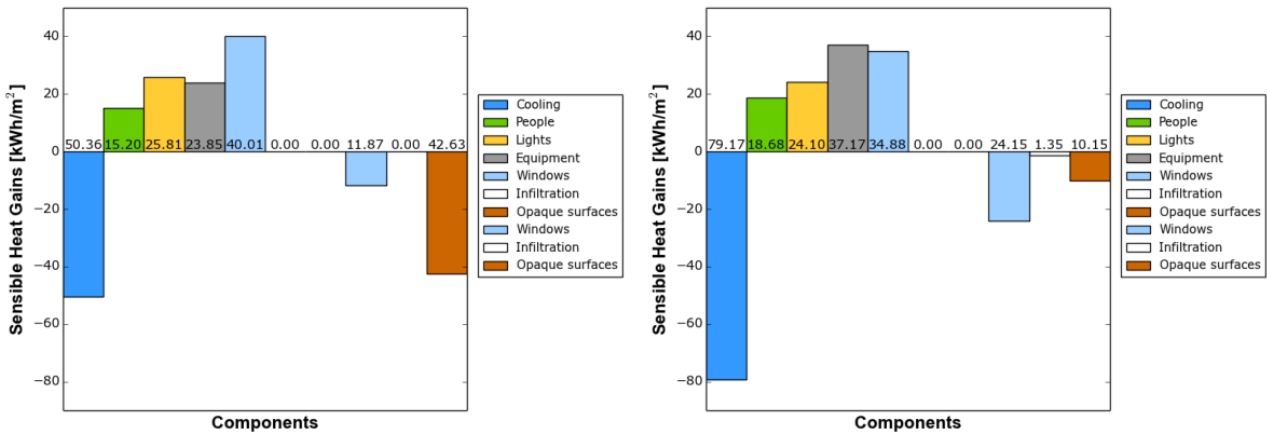 40
20
0
−20
−40
−60
−80
Sensible Heat Gains [kWh/m²]
50.36 15.20 25.81 23.85 40.01 0.00 0.00 11.87 0.00 42.63
Components
Cooling
People
Lights
Equipment
Windows
Infiltration
Opaque surfaces
Windows
Infiltration
Opaque surfaces
40
20
0
−20
−40
−60
−80
Sensible Heat Gains [kWh/m²]
79.17 18.68 24.10 37.17 34.88 0.00 0.00 24.15 1.35 10.15
Components
Cooling
People
Lights
Equipment
Windows
Infiltration
Opaque surfaces
Windows
Infiltration
Opaque surfaces